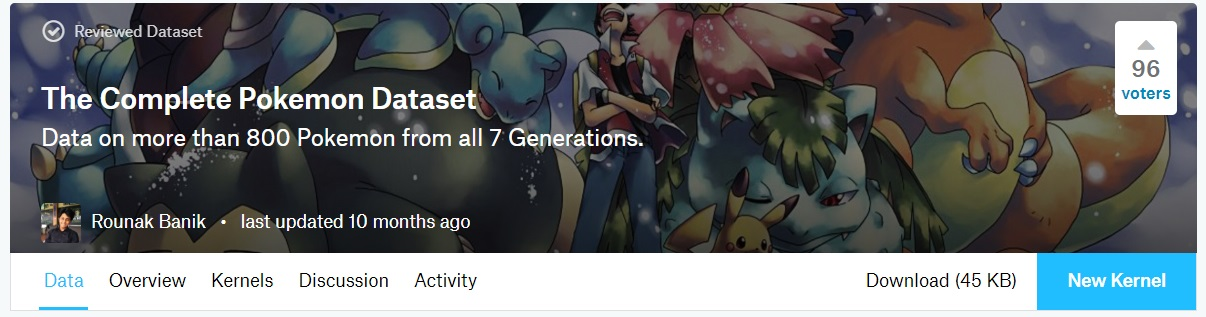 Reviewed Dataset
96
voters
The Complete Pokemon Dataset
Data on more than 800 Pokemon from all 7 Generations.
Rounak Banik • last updated 10 months ago
Data Overview Kernels Discussion Activity Download (45 KB) New Kernel